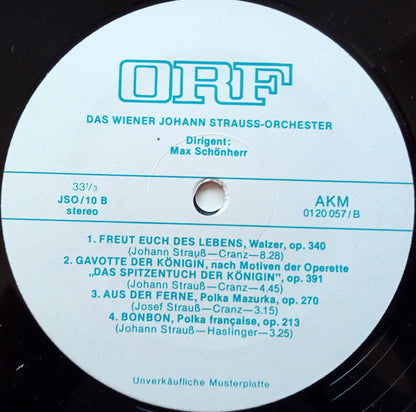 ORF
DAS WIENER JOHANN STRAUSS-ORCHESTER
Dirigent:
Max Schönherr
33 1/3
JSO/10 B
stereo
AKM
0120 057/B
1. FREUT EUCH DES LEBENS, Walzer, op. 340
(Johann Strauß—Cranz—8.28)
2. GAVOTTE DER KÖNIGIN, nach Motiven der Operette
„DAS SPITZENTUCH DER KÖNIGIN", op. 391
(Johann Strauß—Cranz—4.45)
3. AUS DER FERNE, Polka Mazurka, op. 270
(Josef Strauß—Cranz—3.15)
4. BONBON, Polka française, op. 213
(Johann Strauß—Haslinger—3.25)
Unverkäufliche Musterplatte